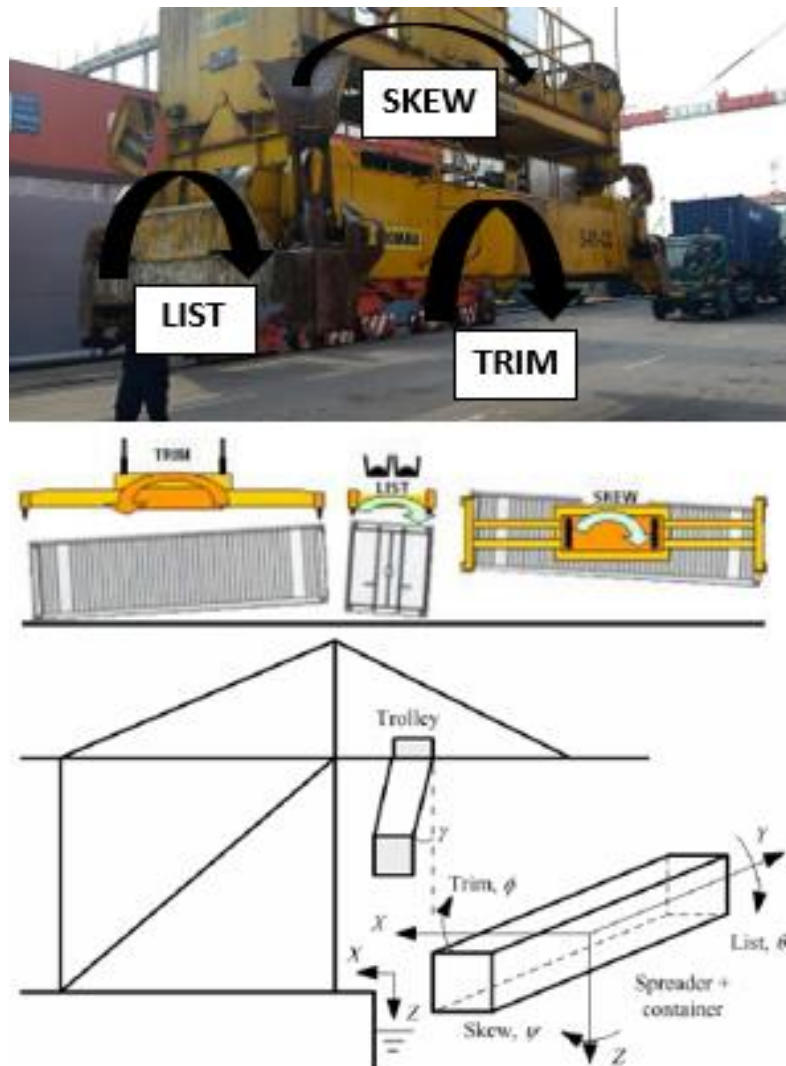 SKEW
LIST
TRIM
TRIM
LIST
SKEW
Trolley
γ
Trim, ϕ
γ
X
X
List, θ
Z
Spreader +
container
Skew, ψ
Z